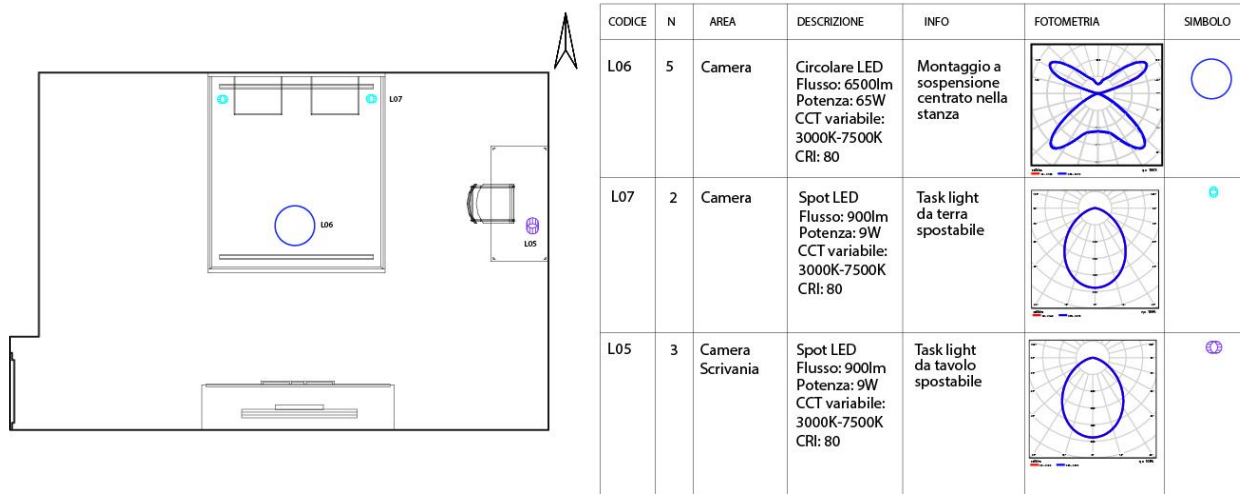 L07
L06
L05
CODICE N AREA DESCRIZIONE INFO FOTOMETRIA SIMBOLO
L06 5 Camera Circolare LED Montaggio a
Flusso: 6500lm sospensione
Potenza: 65W centrato nella
CCT variabile: stanza
3000K-7500K
CRI: 80
L07 2 Camera Spot LED Task light
Flusso: 900lm da terra
Potenza: 9W spostabile
CCT variabile:
3000K-7500K
CRI: 80
L05 3 Camera Spot LED Task light
Scrivania Flusso: 900lm da tavolo
Potenza: 9W spostabile
CCT variabile:
3000K-7500K
CRI: 80